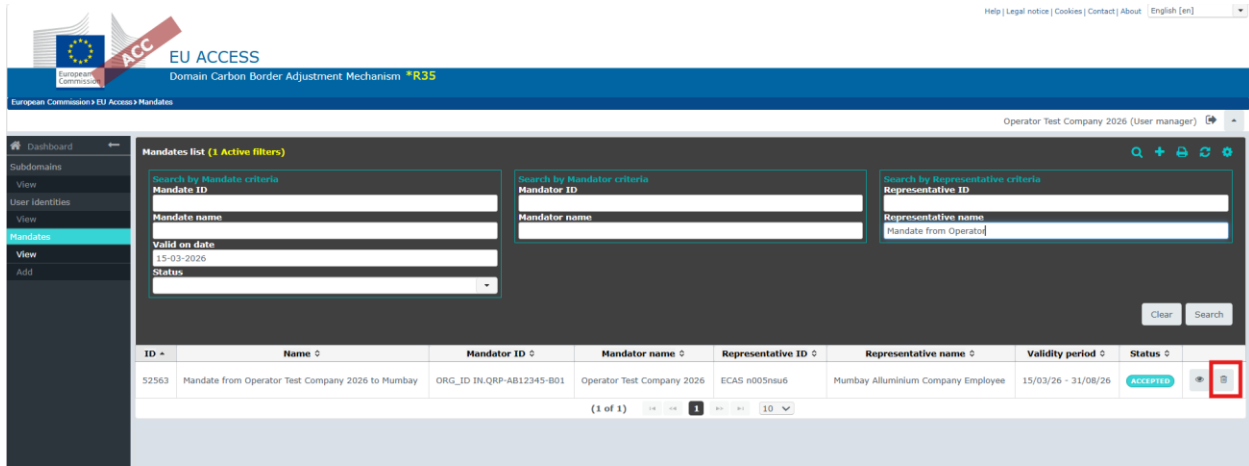 Help | Legal notice | Cookies | Contact | About English [en]
ACC
European Commission
EU ACCESS
Domain Carbon Border Adjustment Mechanism *R35
European Commission > EU Access > Mandates
Operator Test Company 2026 (User manager)
Dashboard
Subdomains
View
User identities
View
Mandates
View
Add
Mandates list (1 Active filters)
Search by Mandate criteria
Mandate ID
Mandate name
Valid on date
15-03-2026
Status
Search by Mandator criteria
Mandator ID
Mandator name
Search by Representative criteria
Representative ID
Representative name
Mandate from Operator
Clear Search
ID Name Mandator ID Mandator name Representative ID Representative name Validity period Status
52563 Mandate from Operator Test Company 2026 to Mumbay ORG_ID IN.QRP-AB12345-B01 Operator Test Company 2026 ECAS n005nsu6 Mumbay Alluminium Company Employee 15/03/26 - 31/08/26 ACCEPTED
(1 of 1) 1 10